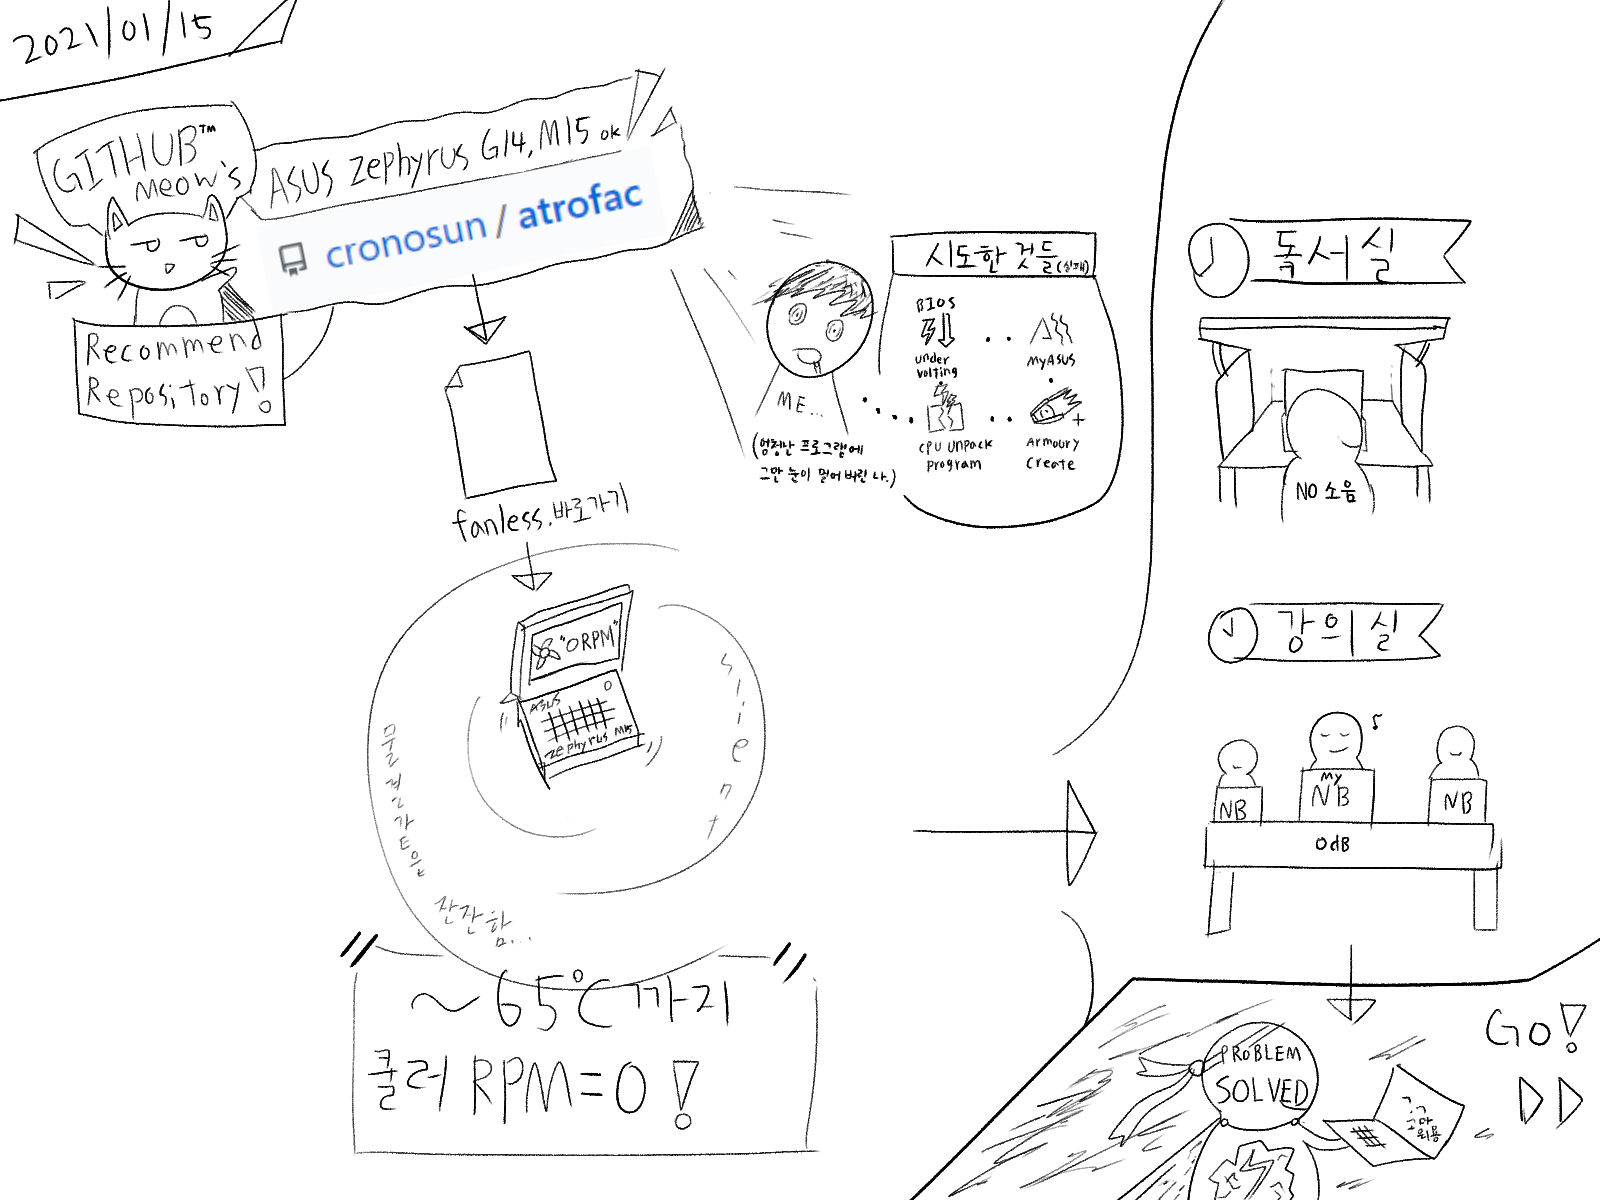 2021/01/15
GITHUB™
meow's
ASUS Zephyrus G14, M15 ok
cronosun / atrofac
Recommend
Repository!
fanless.바로가기
"0RPM"
ASUS
zephyrus M15
silent
물결같은
잔잔함...
~65°C까지
쿨러 RPM=0!
ME...
(엄청난 프로그램에
그만 눈이 멀어 버린 나.)
시도한 것들(실패)
BIOS
under
volting
MyASUS
CPU unpack
program
Armoury
Create
독서실
NO 소음
강의실
NB
My
NB
NB
0dB
PROBLEM
SOLVED
Go!